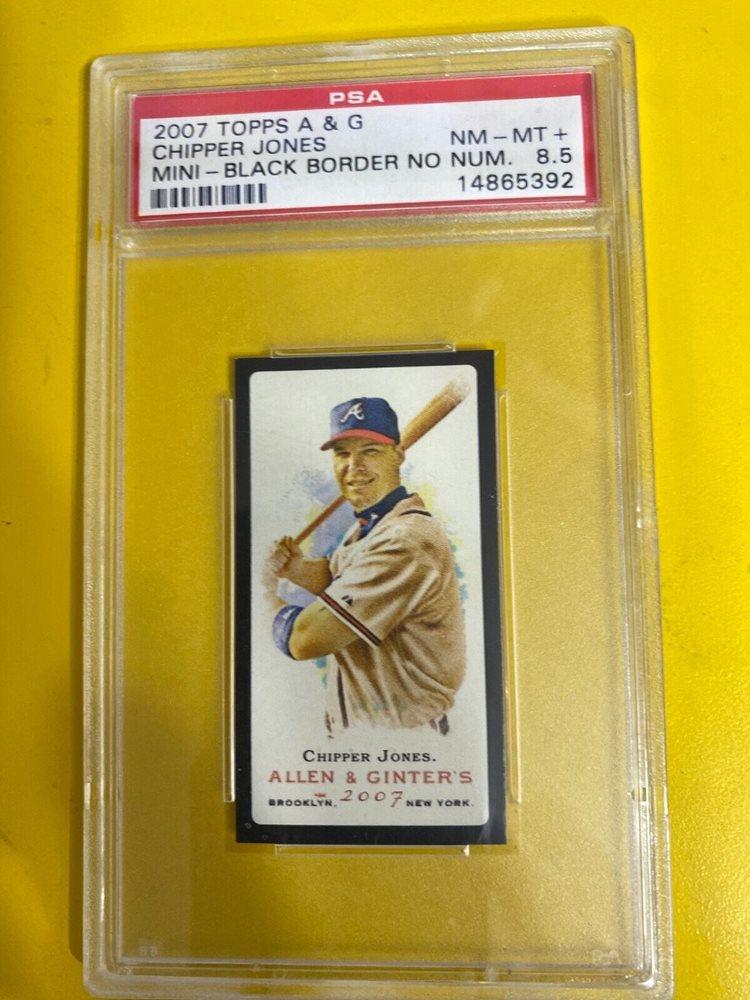 PSA
2007 TOPPS A & G
CHIPPER JONES NM-MT+
MINI-BLACK BORDER NO NUM. 8.5
14865392
A
CHIPPER JONES.
ALLEN & GINTER'S
BROOKLYN, 2007 NEW YORK.